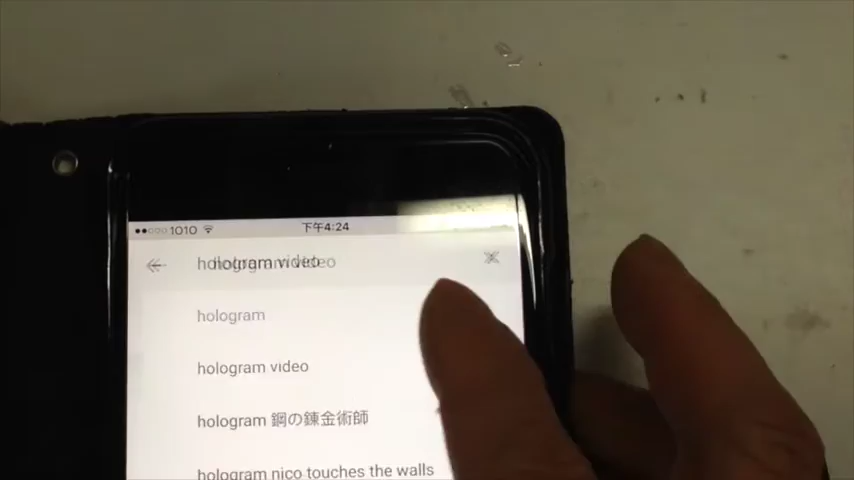 1010 下午4:24
hologram video
hologram
hologram video
hologram 鋼の錬金術師
hologram nico touches the walls